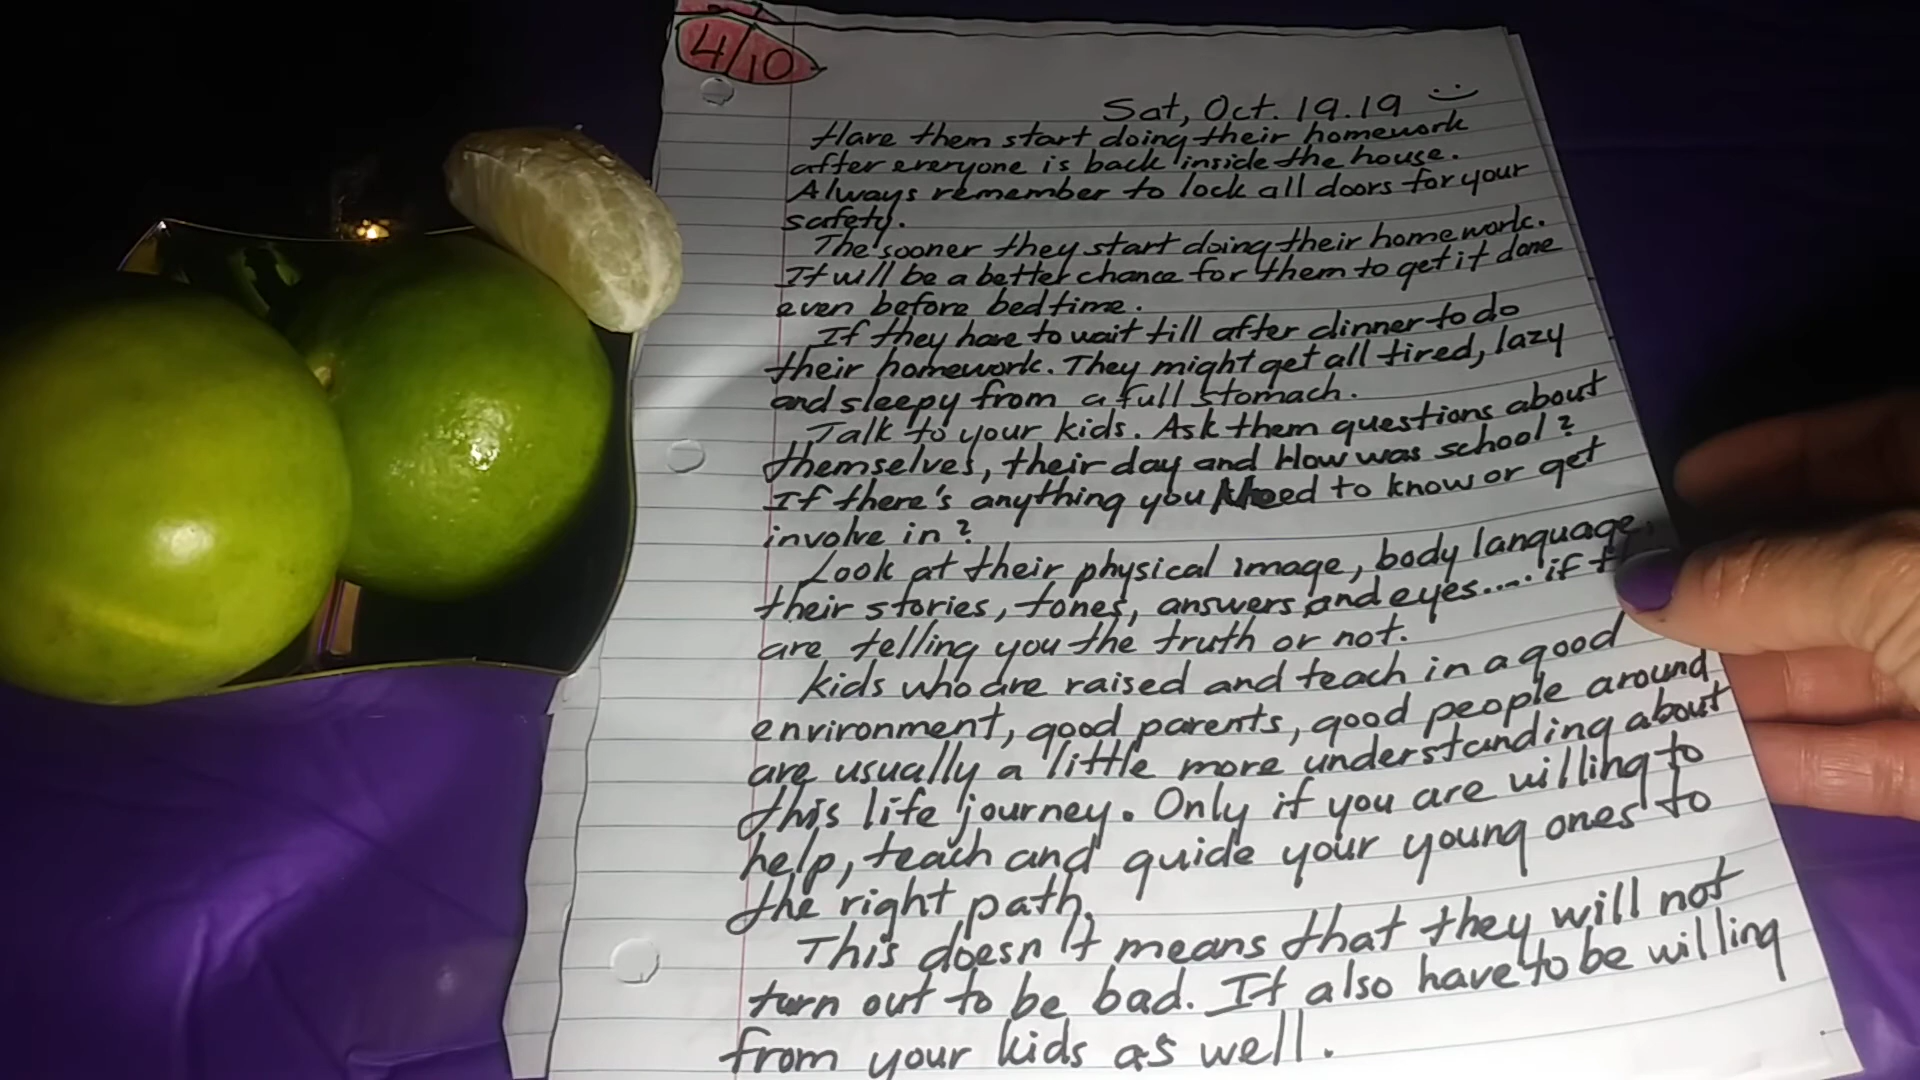 4/10
Sat, Oct. 19.19
Have them start doing their homework
after everyone is back inside the house.
Always remember to lock all doors for your
safety.
The sooner they start doing their homework.
It will be a better chance for them to get it done
even before bedtime.
If they have to wait till after dinner to do
their homework. They might get all tired, lazy
and sleepy from a full stomach.
Talk to your kids. Ask them questions about
themselves, their day and How was school?
If there's anything you Need to know or get
involve in?
Look at their physical image, body language,
their stories, tones, answers and eyes..... if
are telling you the truth or not.
Kids who are raised and teach in a good
environment, good parents, good people around,
are usually a little more understanding about
this life journey. Only if you are willing to
help, teach and guide your young ones to
the right path.
This doesn't means that they will not
turn out to be bad. It also have to be willing
from your kids as well.